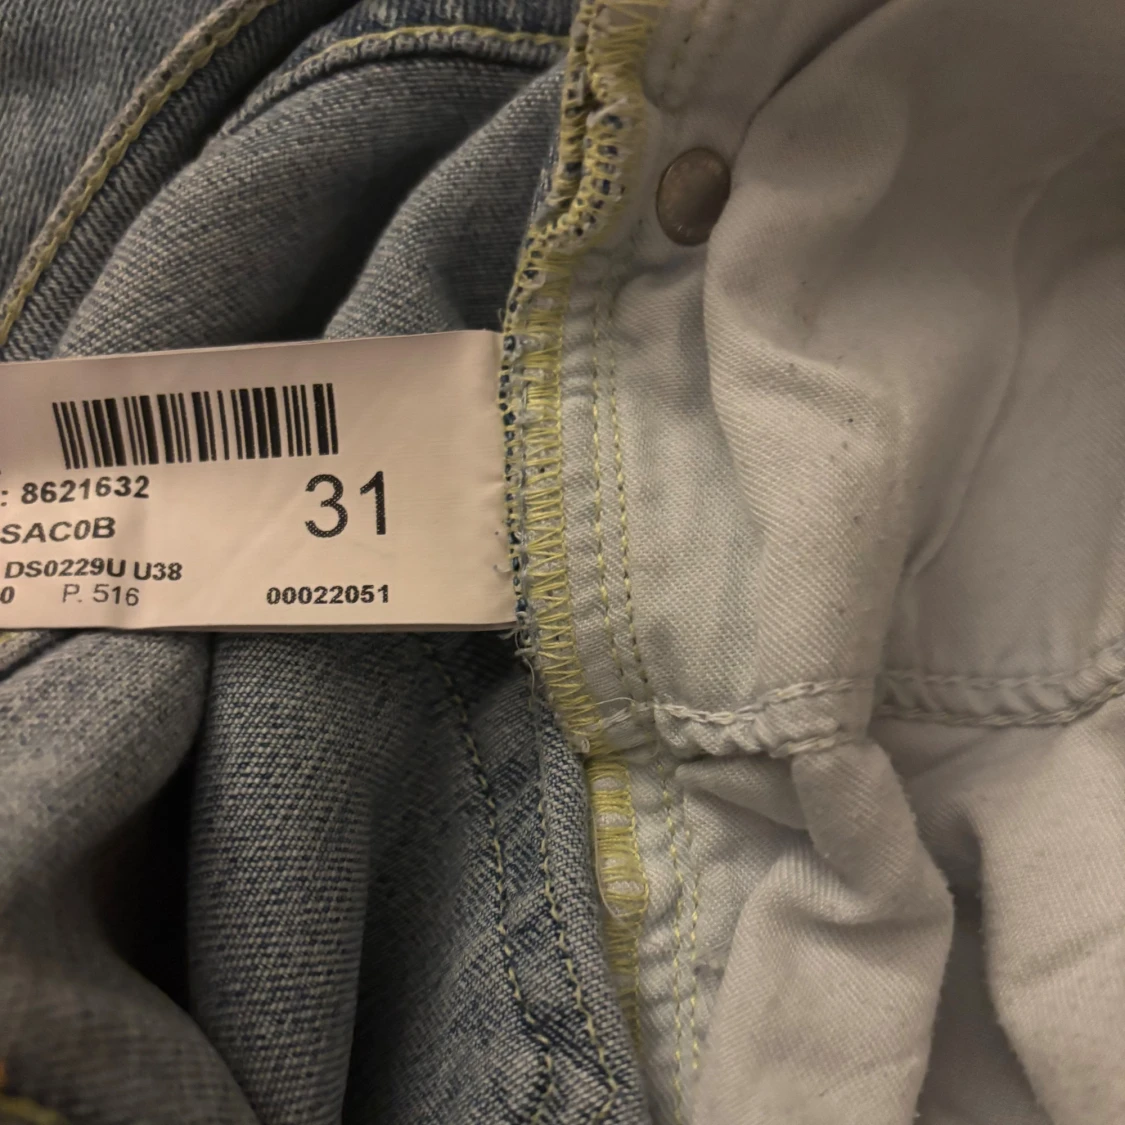 : 8621632
31
SAC0B
DS0229U U38
0 P. 516
00022051